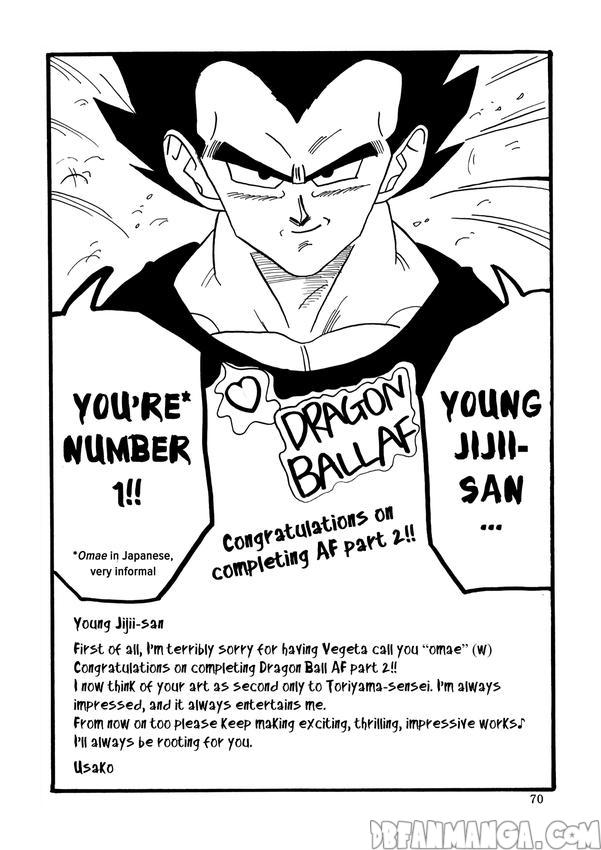 YOUNG
JIJII-
SAN
...
YOU'RE*
NUMBER
1!!
*Omae in Japanese,
very informal
DRAGON
BALL AF
Congratulations on
completing AF part 2!!
Young Jijii-san
First of all, I'm terribly sorry for having Vegeta call you "omae" (w)
Congratulations on completing Dragon Ball AF part 2!!
I now think of your art as second only to Toriyama-sensei. I'm always
impressed, and it always entertains me.
From now on too please keep making exciting, thrilling, impressive works♪
I'll always be rooting for you.
Usako
70
DBFANMANGA.COM